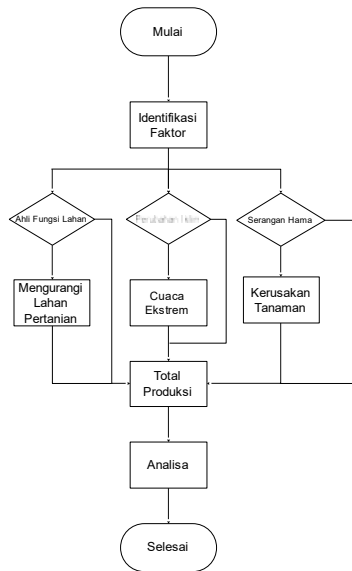 Mulai
Identifikasi
Faktor
Ahli Fungsi Lahan
Perubahan Iklim
Serangan Hama
Mengurangi
Lahan
Pertanian
Cuaca
Ekstrem
Kerusakan
Tanaman
Total
Produksi
Analisa
Selesai